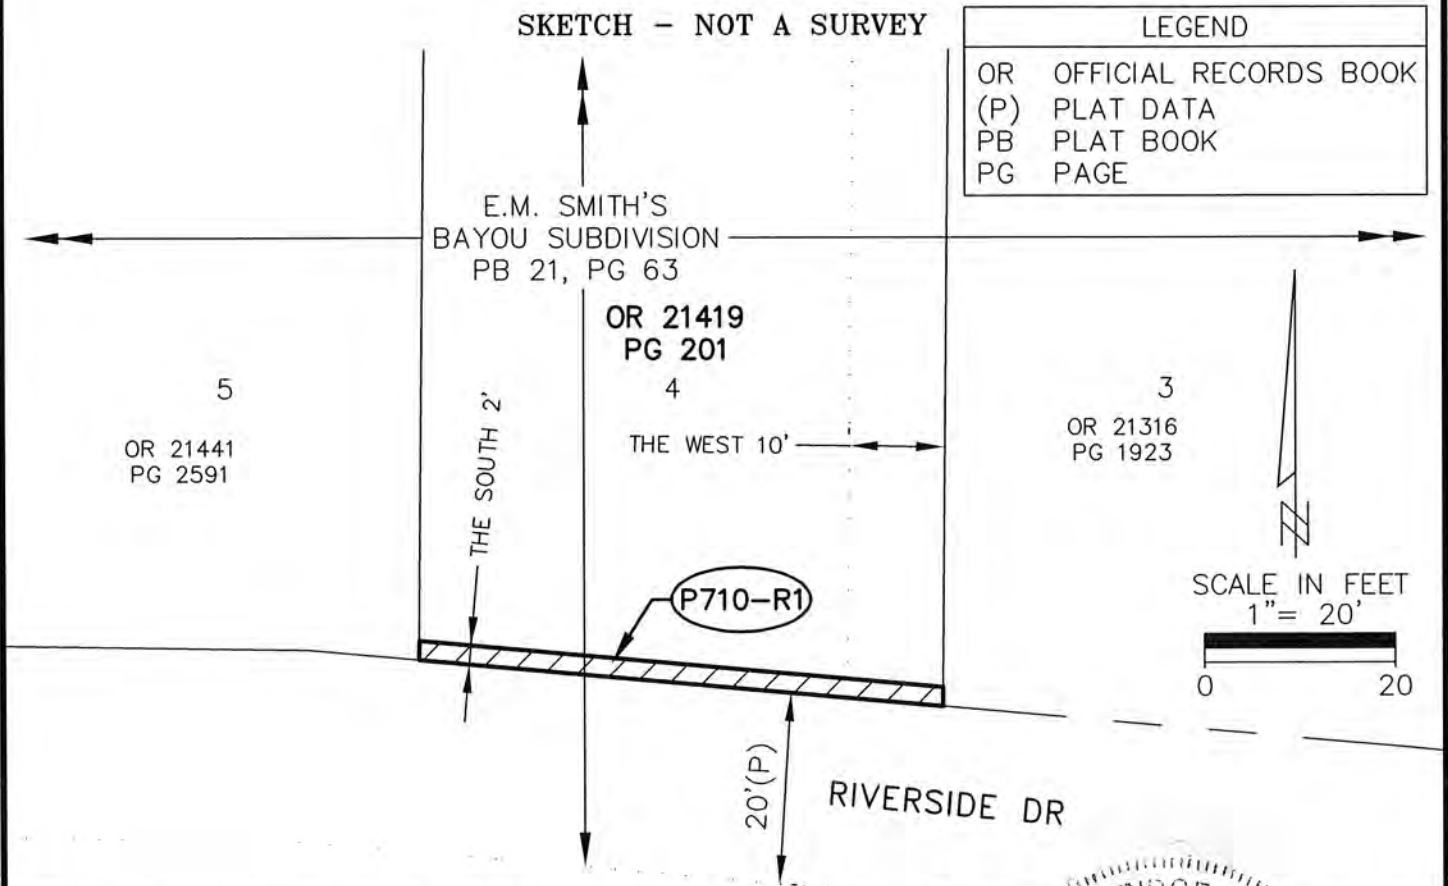 SKETCH – NOT A SURVEY
LEGEND
OR OFFICIAL RECORDS BOOK
(P) PLAT DATA
PB PLAT BOOK
PG PAGE
E.M. SMITH'S
BAYOU SUBDIVISION
PB 21, PG 63
OR 21419
PG 201
4
5
OR 21441
PG 2591
THE SOUTH 2'
THE WEST 10'
3
OR 21316
PG 1923
N
SCALE IN FEET
1"= 20'
0 20
P710-R1
20'(P)
RIVERSIDE DR